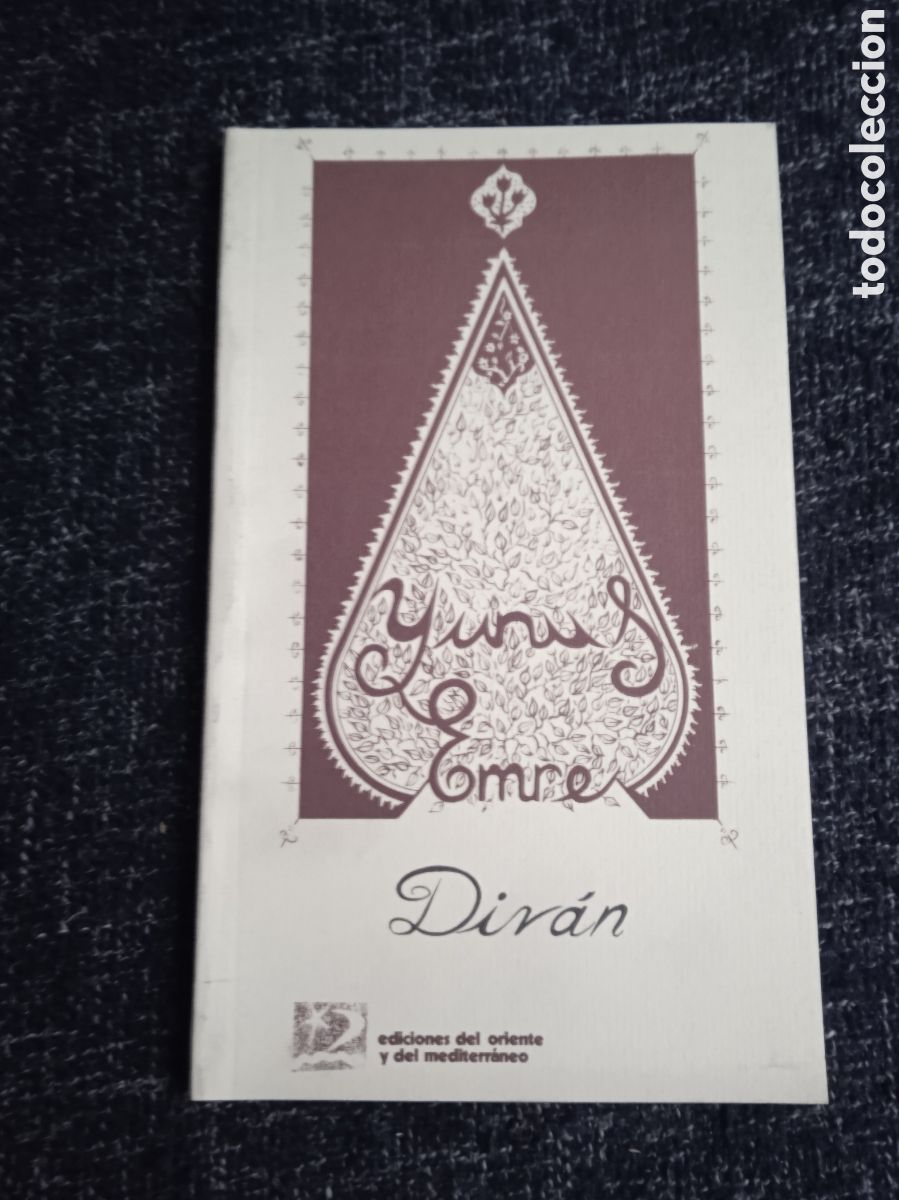 todocoleccion
Yunus
Emre
Diván
ediciones del oriente
y del mediterráneo